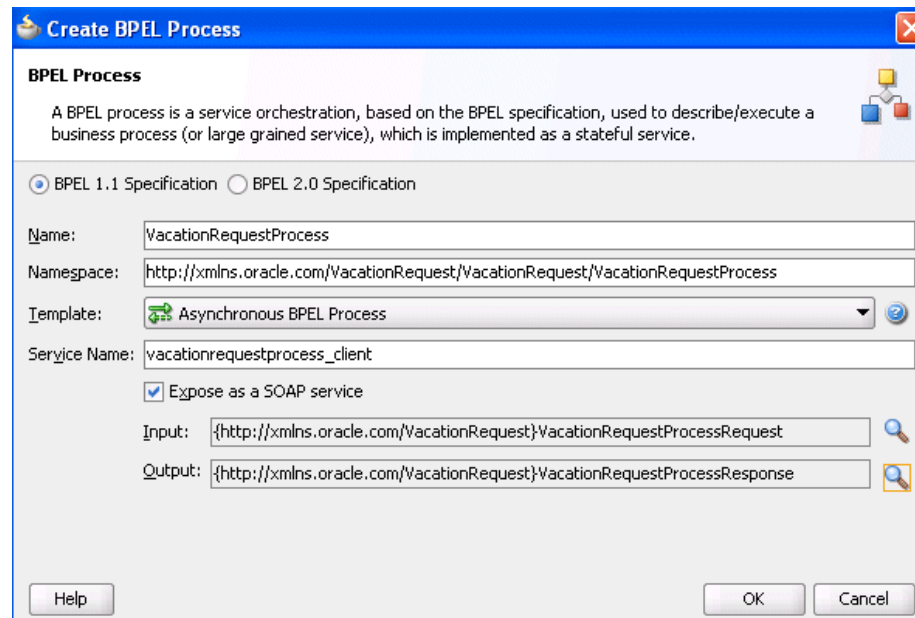 Create BPEL Process
BPEL Process
A BPEL process is a service orchestration, based on the BPEL specification, used to describe/execute a
business process (or large grained service), which is implemented as a stateful service.
BPEL 1.1 Specification BPEL 2.0 Specification
Name: VacationRequestProcess
Namespace: http://xmlns.oracle.com/VacationRequest/VacationRequest/VacationRequestProcess
Template: Asynchronous BPEL Process
Service Name: vacationrequestprocess_client
Expose as a SOAP service
Input: {http://xmlns.oracle.com/VacationRequest}VacationRequestProcessRequest
Output: {http://xmlns.oracle.com/VacationRequest}VacationRequestProcessResponse
Help OK Cancel